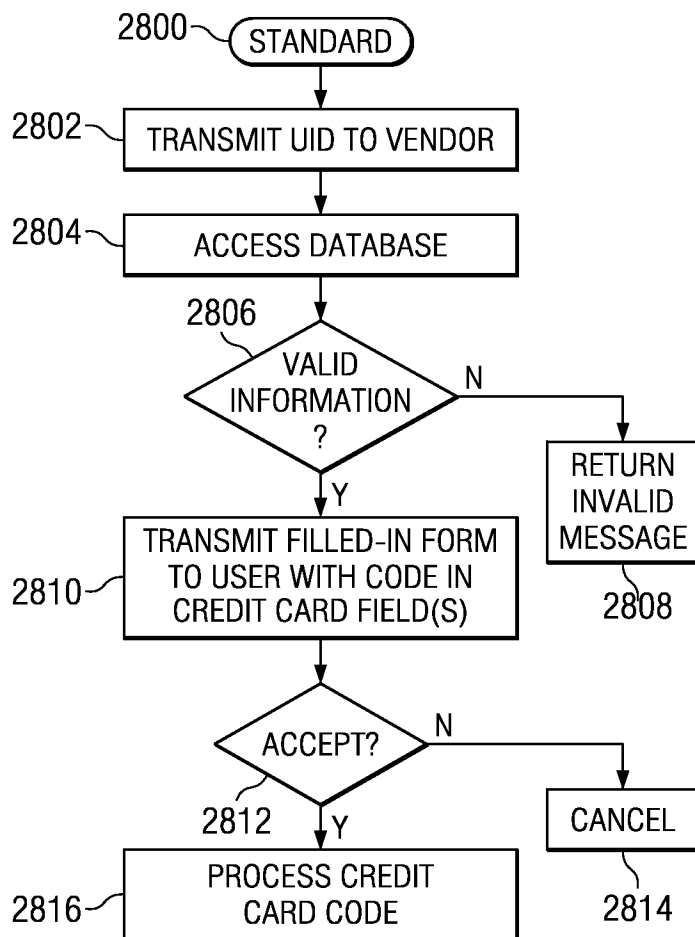 2800
STANDARD
2802
TRANSMIT UID TO VENDOR
2804
ACCESS DATABASE
2806
VALID
INFORMATION
?
N
Y
RETURN
INVALID
MESSAGE
2808
2810
TRANSMIT FILLED-IN FORM
TO USER WITH CODE IN
CREDIT CARD FIELD(S)
ACCEPT?
N
2812
Y
CANCEL
2814
2816
PROCESS CREDIT
CARD CODE